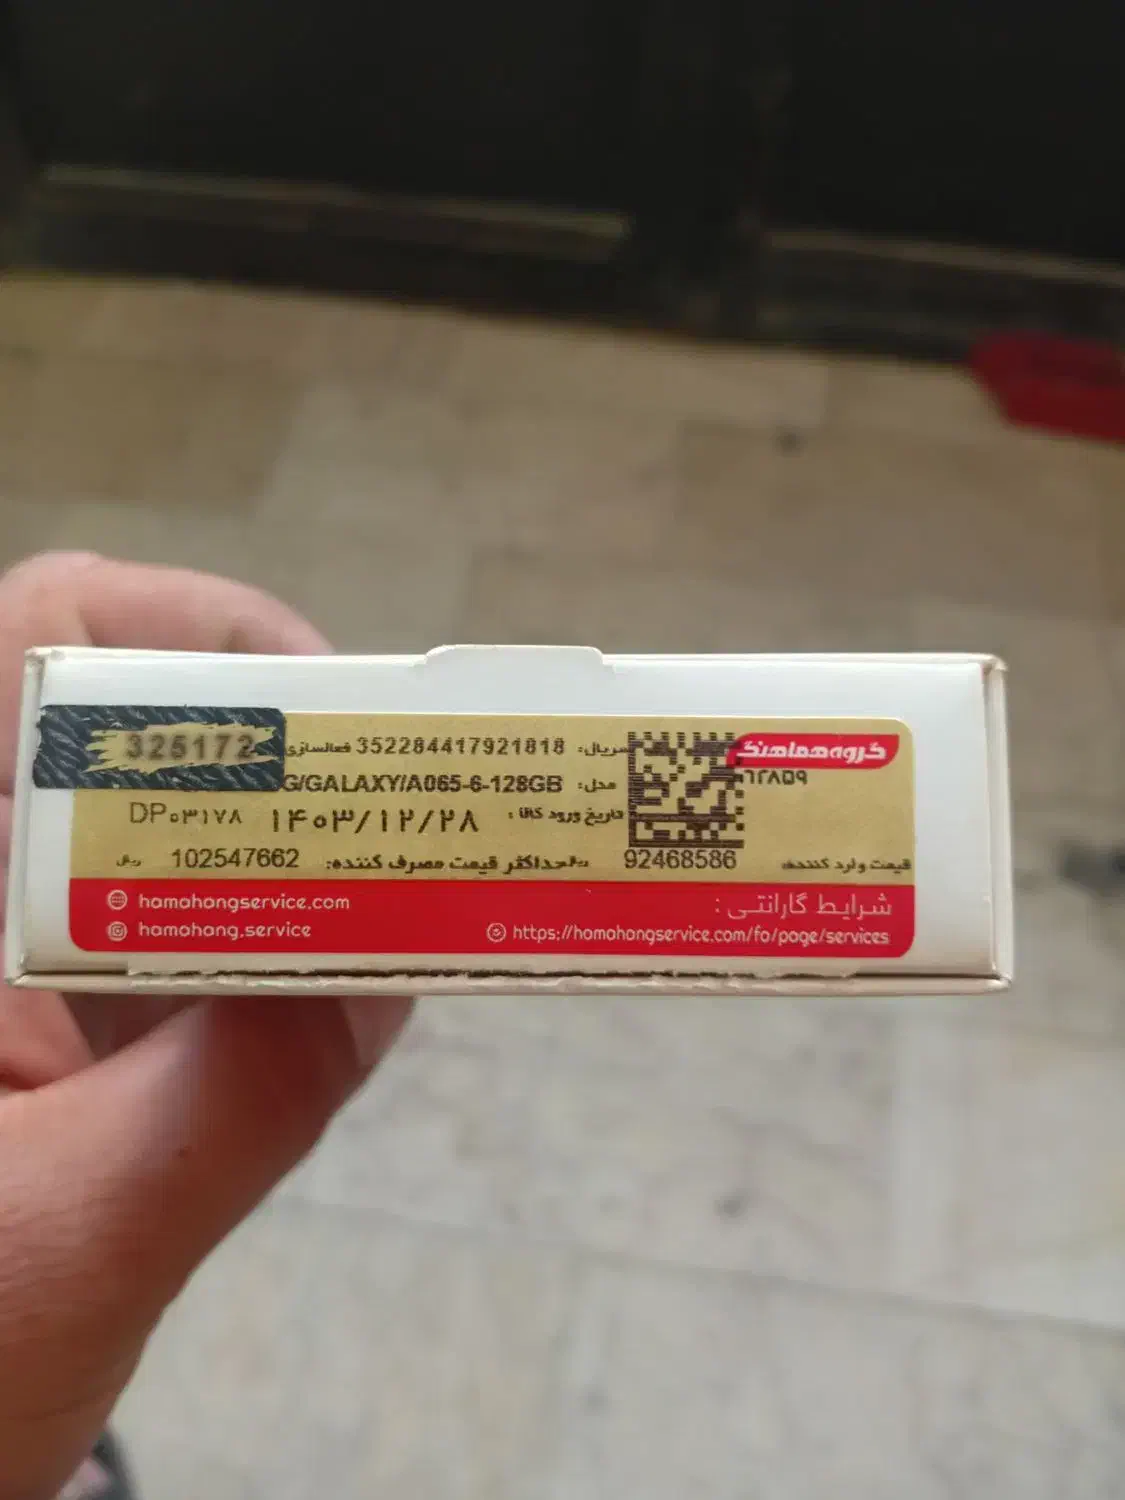 گروه هماهنگ
سریال: 352284417921818 فعالسازی 325172
مدل: G/GALAXY/A065-6-128GB
تاریخ ورود کالا : ۱۴۰۳/۱۲/۲۸ DP۰۳۱۷۸
قیمت وارد کننده: 92468586 ریال حداکثر قیمت مصرف کننده: 102547662 ریال
شرایط گارانتی :
https://hamahangservice.com/fa/page/services
hamahangservice.com
hamahang.service